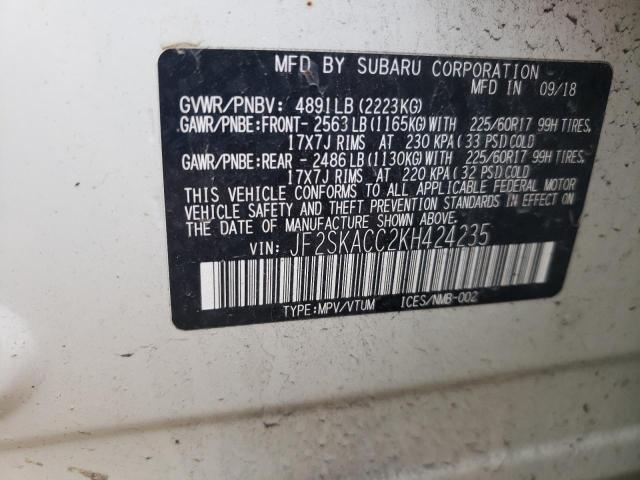 MFD BY SUBARU CORPORATION
MFD IN 09/18
GVWR/PNBV: 4891LB (2223KG)
GAWR/PNBE:FRONT- 2563 LB (1165KG) WITH 225/60R17 99H TIRES,
17X7J RIMS AT 230 KPA (33 PSI) COLD
GAWR/PNBE:REAR - 2486 LB (1130KG) WITH 225/60R17 99H TIRES,
17X7J RIMS AT 220 KPA (32 PSI) COLD
THIS VEHICLE CONFORMS TO ALL APPLICABLE FEDERAL MOTOR
VEHICLE SAFETY AND THEFT PREVENTION STANDARDS IN EFFECT ON
THE DATE OF MANUFACTURE SHOWN ABOVE.
VIN: JF2SKACC2KH424235
TYPE:MPV/VTUM ICES/NMB-002